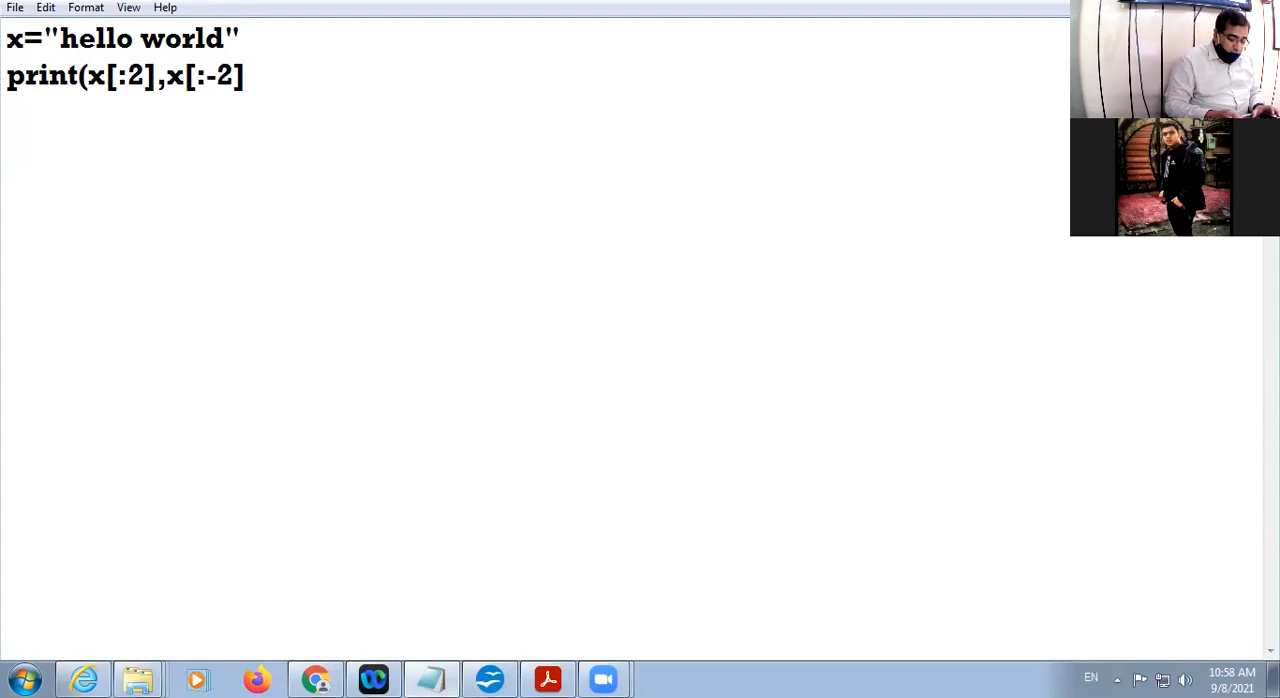 File Edit Format View Help
x="hello world"
print(x[:2],x[:-2]
EN
10:58 AM
9/8/2021